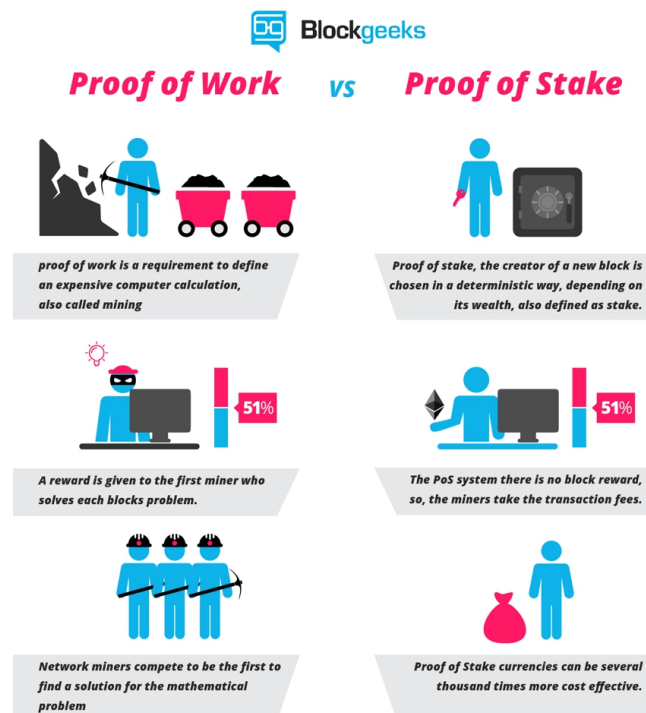 Blockgeeks
Proof of Work vs Proof of Stake
proof of work is a requirement to define
an expensive computer calculation,
also called mining
Proof of stake, the creator of a new block is
chosen in a deterministic way, depending on
its wealth, also defined as stake.
51%
51%
A reward is given to the first miner who
solves each blocks problem.
The PoS system there is no block reward,
so, the miners take the transaction fees.
Network miners compete to be the first to
find a solution for the mathematical
problem
Proof of Stake currencies can be several
thousand times more cost effective.